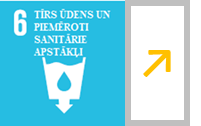 6 TĪRS ŪDENS UN
PIEMĒROTI
SANITĀRIE
APSTĀKĻI